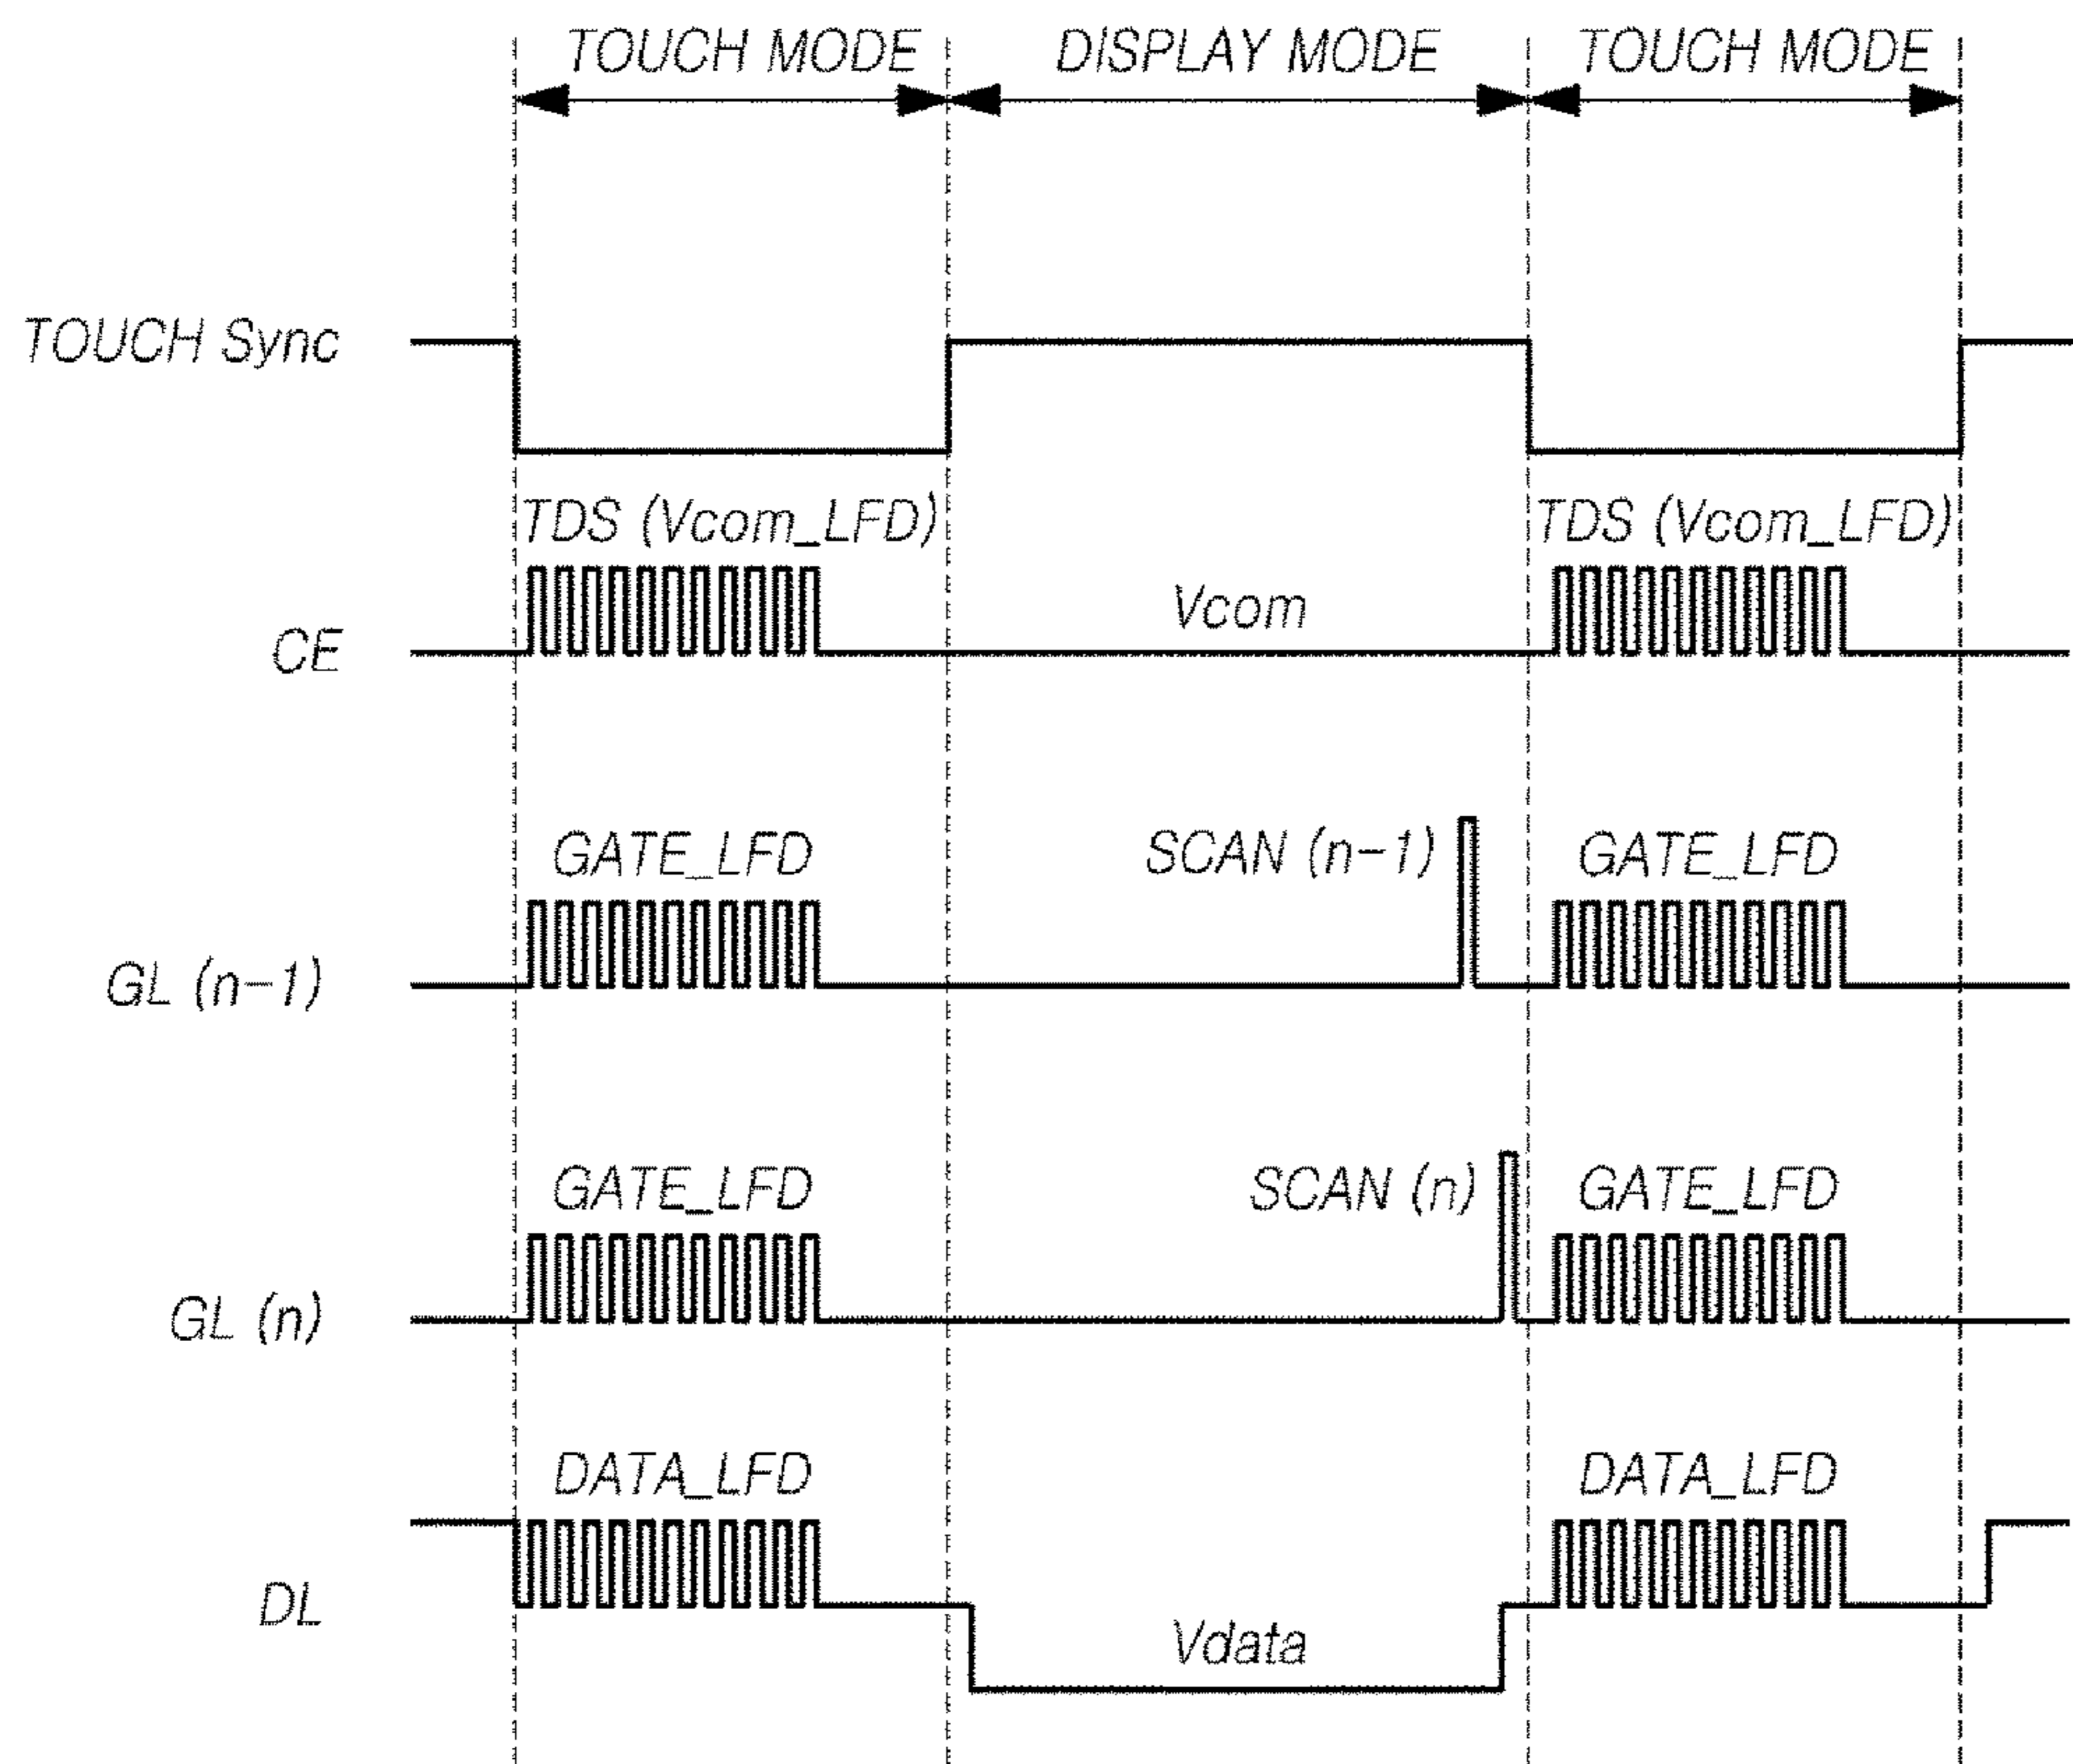 TOUCH MODE DISPLAY MODE TOUCH MODE
TOUCH Sync
TDS (Vcom_LFD) TDS (Vcom_LFD)
Vcom
CE
GATE_LFD SCAN (n-1) GATE_LFD
GL (n-1)
GATE_LFD SCAN (n) GATE_LFD
GL (n)
DATA_LFD DATA_LFD
DL
Vdata